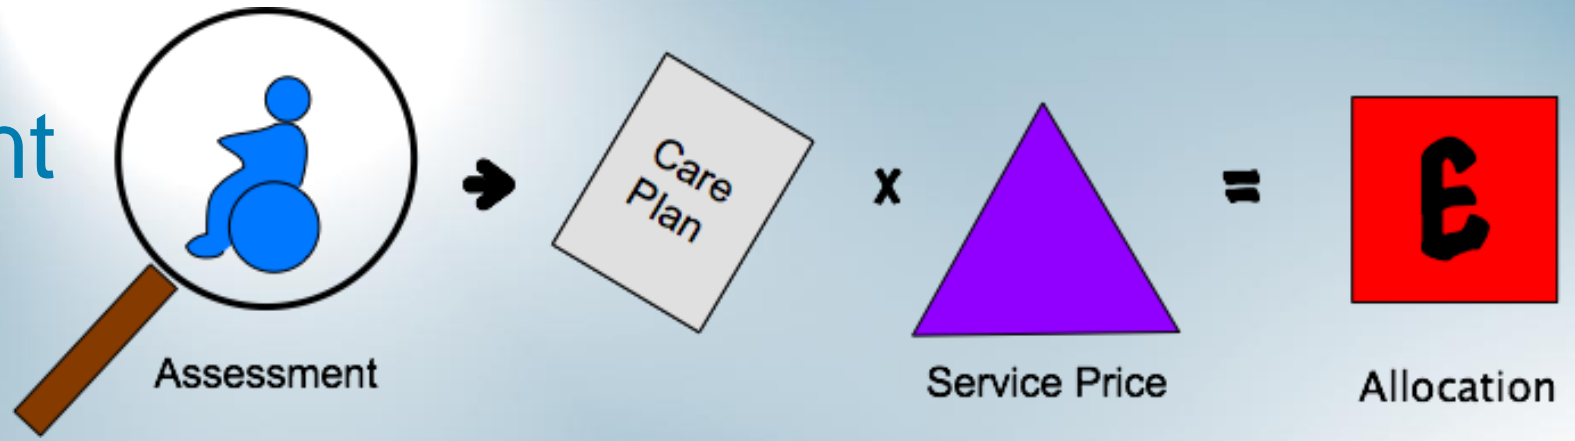 nt
Care
Plan
x
=
E
Assessment
Service Price
Allocation